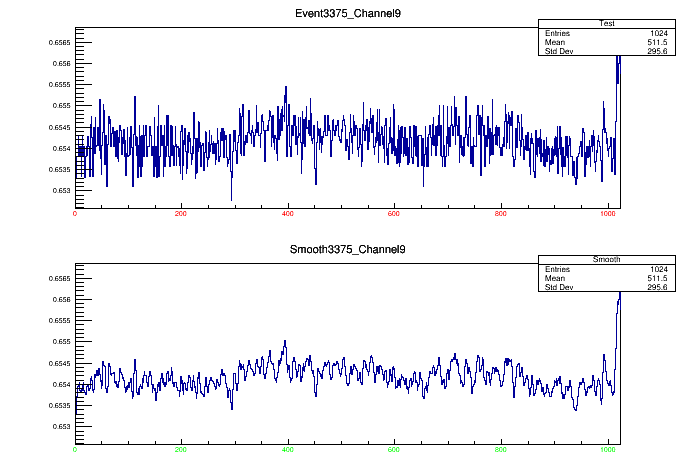 Event3375_Channel9
Test
Entries 1024
Mean 511.5
Std Dev 295.6
0.6565
0.656
0.6555
0.655
0.6545
0.654
0.6535
0.653
0 200 400 600 800 1000
Smooth3375_Channel9
Smooth
Entries 1024
Mean 511.5
Std Dev 295.6
0.6565
0.656
0.6555
0.655
0.6545
0.654
0.6535
0.653
0 200 400 600 800 1000